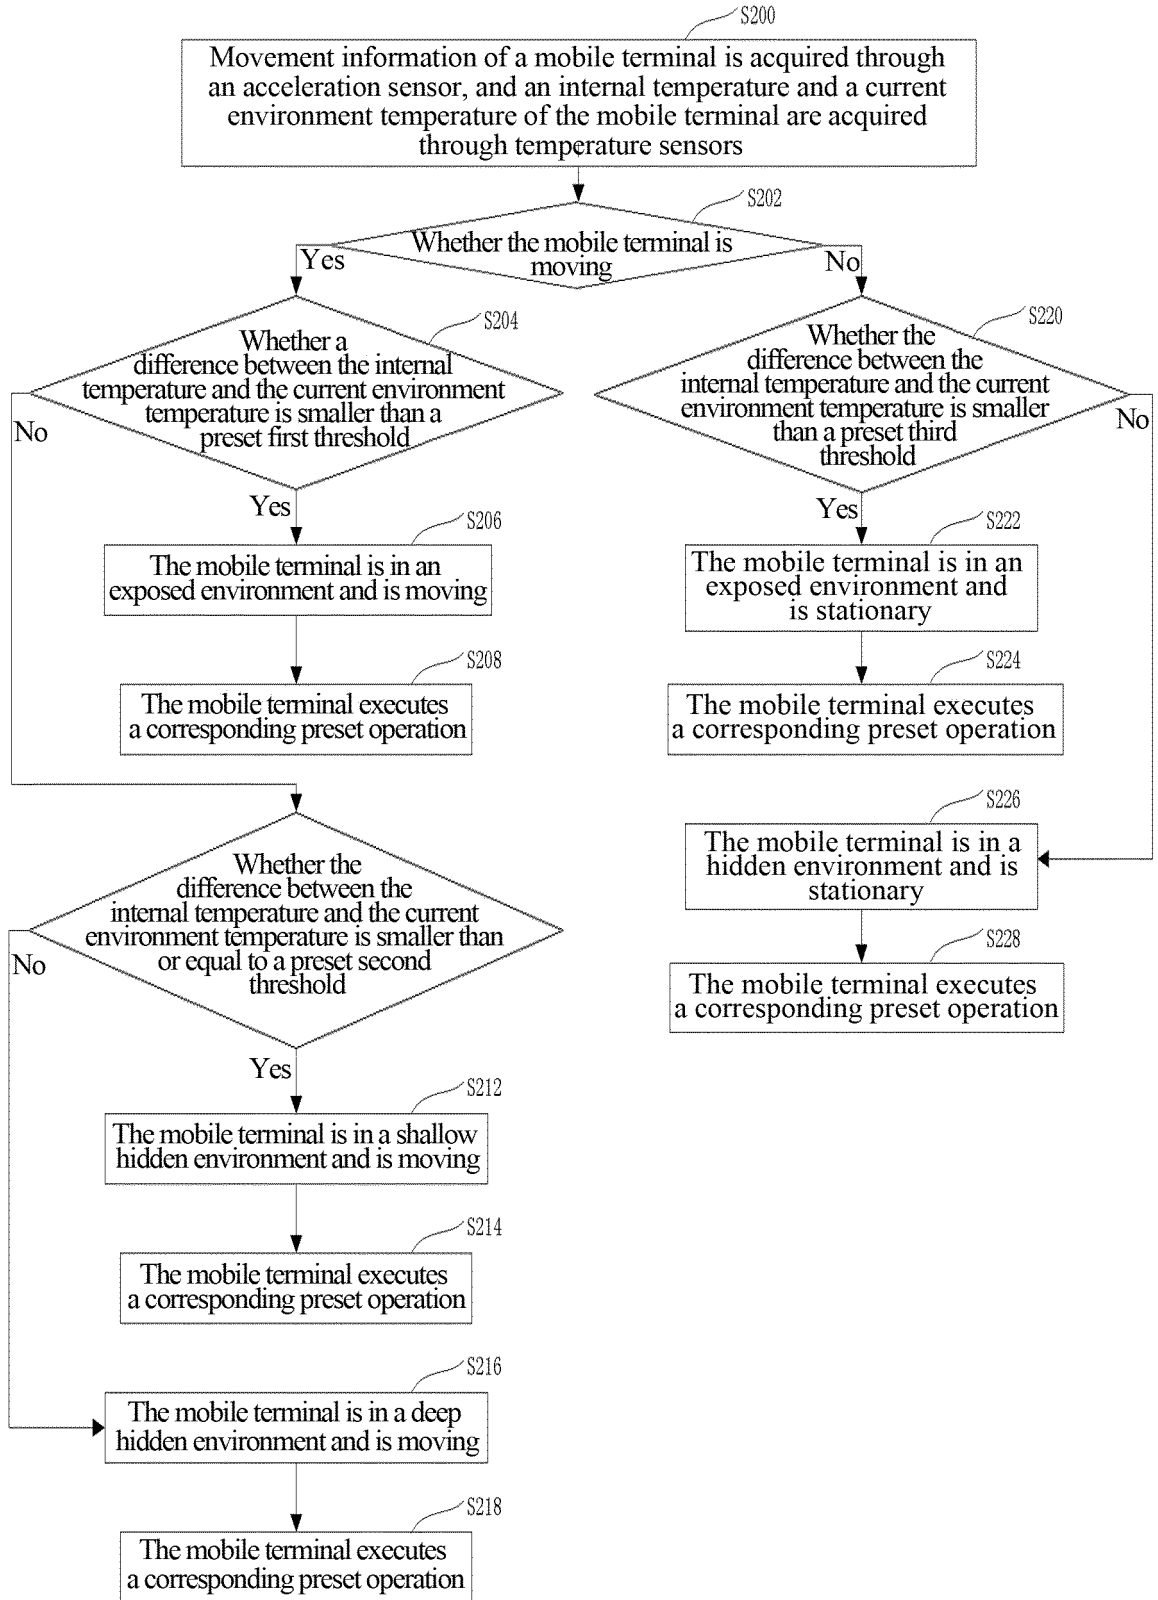 S200
Movement information of a mobile terminal is acquired through
an acceleration sensor, and an internal temperature and a current
environment temperature of the mobile terminal are acquired
through temperature sensors
S202
Whether the mobile terminal is
moving
Yes
No
S204
Whether a
difference between the internal
temperature and the current environment
temperature is smaller than a
preset first threshold
No
Yes
S206
The mobile terminal is in an
exposed environment and is moving
S208
The mobile terminal executes
a corresponding preset operation
Whether the
difference between the
internal temperature and the current
environment temperature is smaller than
or equal to a preset second
threshold
No
Yes
S212
The mobile terminal is in a shallow
hidden environment and is moving
S214
The mobile terminal executes
a corresponding preset operation
S216
The mobile terminal is in a deep
hidden environment and is moving
S218
The mobile terminal executes
a corresponding preset operation
S220
Whether the
difference between the
internal temperature and the current
environment temperature is smaller
than a preset third
threshold
No
Yes
S222
The mobile terminal is in an
exposed environment and
is stationary
S224
The mobile terminal executes
a corresponding preset operation
S226
The mobile terminal is in a
hidden environment and is
stationary
S228
The mobile terminal executes
a corresponding preset operation